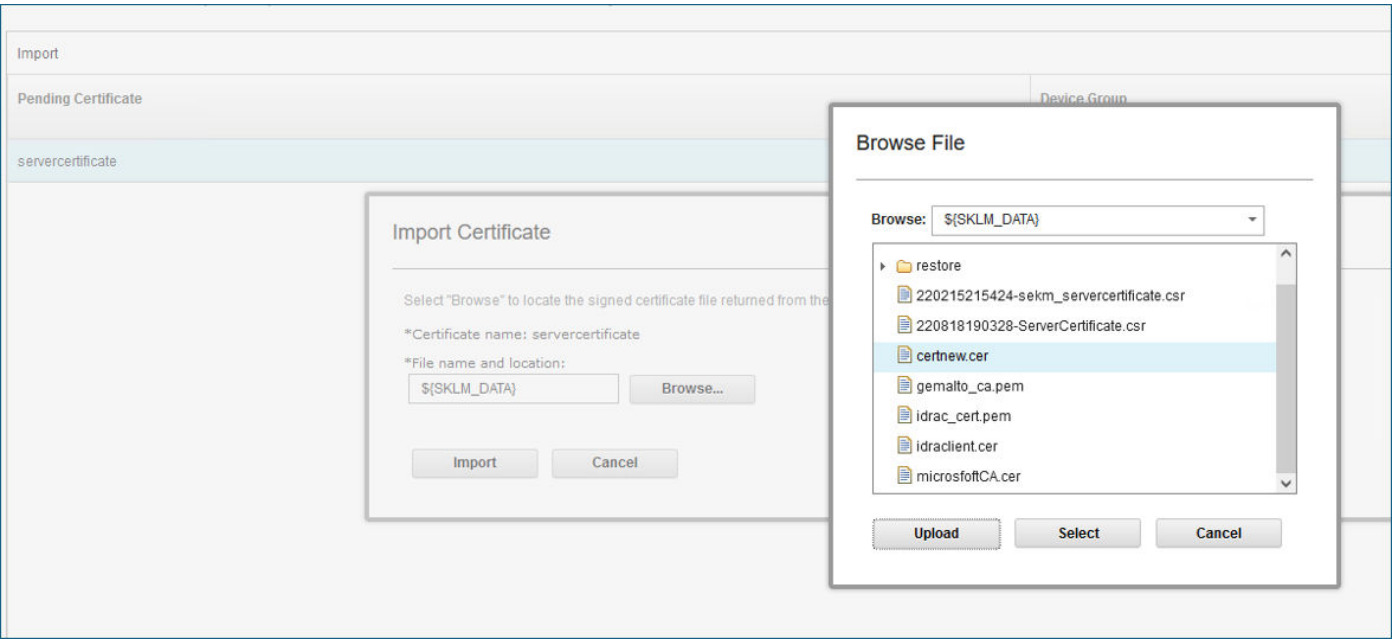 Import
Pending Certificate
Device Group
servercertificate
Import Certificate
Select "Browse" to locate the signed certificate file returned from the
*Certificate name: servercertificate
*File name and location:
${SKLM_DATA}
Browse...
Import
Cancel
Browse File
Browse:
${SKLM_DATA}
restore
220215215424-sekm_servercertificate.csr
220818190328-ServerCertificate.csr
certnew.cer
gemalto_ca.pem
idrac_cert.pem
idraclient.cer
microsfoftCA.cer
Upload
Select
Cancel